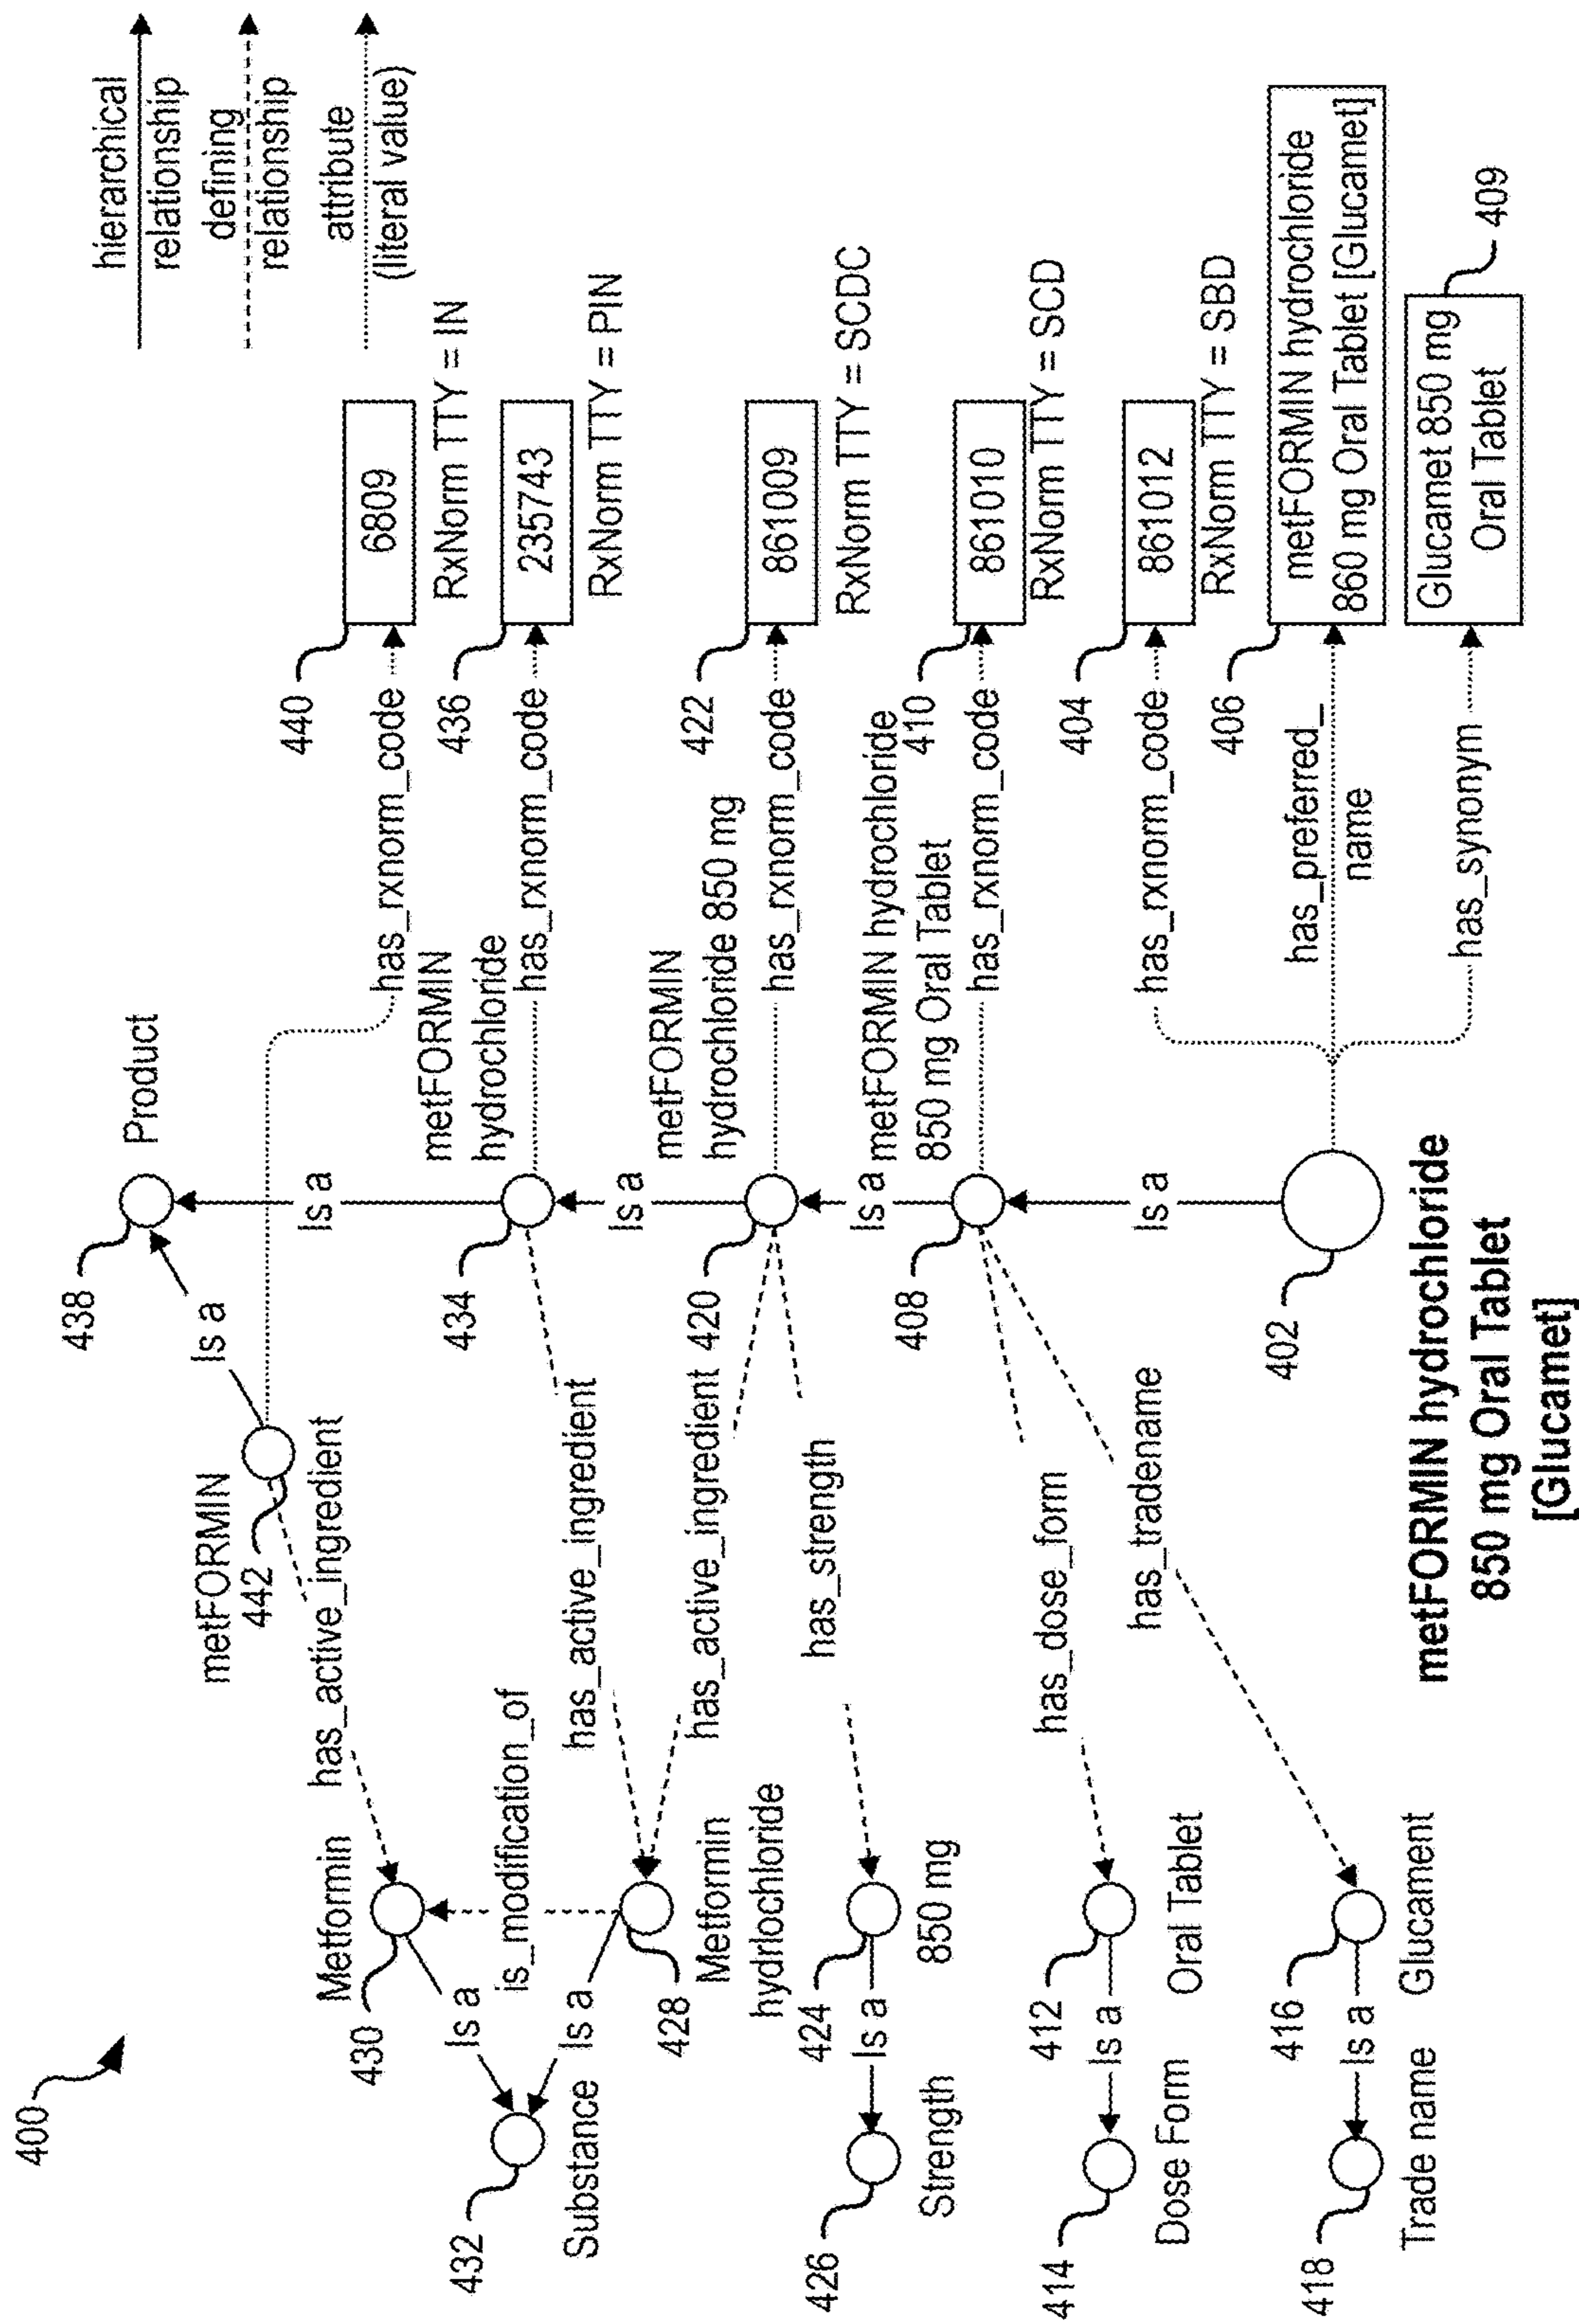 400
hierarchical
relationship
defining
relationship
attribute
(literal value)
438
Product
Is a
metFORMIN
442
has_active_ingredient
has_rxnorm_code
440
6809
RxNorm TTY = IN
430
Metformin
Is a
is_modification_of
432
Substance
Is a
428
Metformin
hydrlochloride
Is a
434
metFORMIN
hydrochloride
has_active_ingredient
has_rxnorm_code
436
235743
RxNorm TTY = PIN
Is a
420
metFORMIN
hydrochloride 850 mg
has_active_ingredient
has_strength
has_rxnorm_code
422
861009
RxNorm TTY = SCDC
426
Strength
Is a
424
850 mg
Is a
408
metFORMIN hydrochloride
850 mg Oral Tablet
has_dose_form
has_tradename
has_rxnorm_code
410
861010
RxNorm TTY = SCD
414
Dose Form
Is a
412
Oral Tablet
418
Trade name
Is a
416
Glucament
Is a
402
metFORMIN hydrochloride
850 mg Oral Tablet
[Glucamet]
has_rxnorm_code
404
861012
RxNorm TTY = SBD
has_preferred_
name
406
metFORMIN hydrochloride
860 mg Oral Tablet [Glucamet]
has_synonym
Glucamet 850 mg
Oral Tablet
409